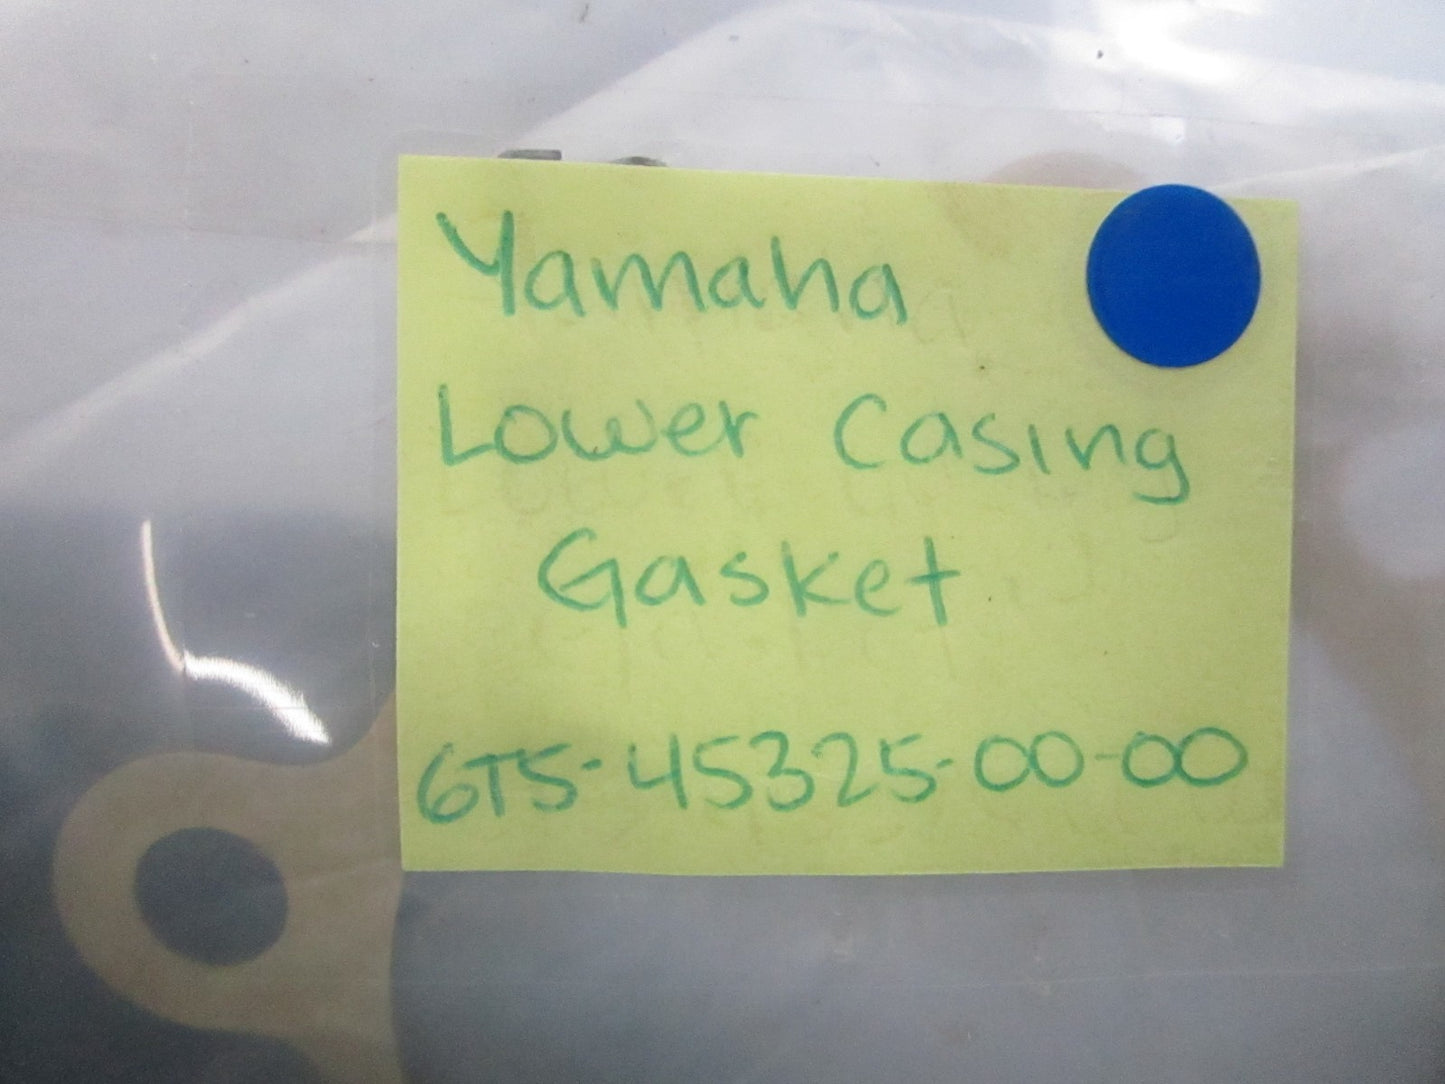 Yamaha
Lower Casing
Gasket
6T5-45325-00-00